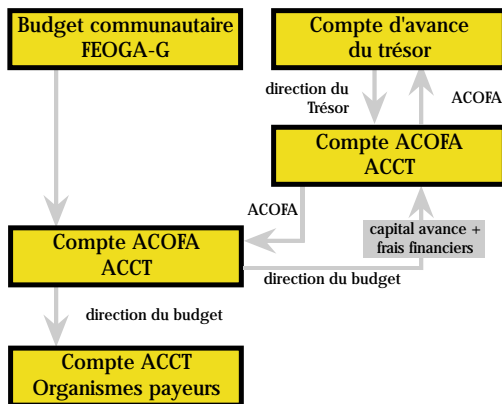 Budget communautaire
FEOGA-G
Compte d'avance
du trésor
direction du
Trésor
ACOFA
Compte ACOFA
ACCT
ACOFA
capital avance +
frais financiers
Compte ACOFA
ACCT
direction du budget
direction du budget
Compte ACCT
Organismes payeurs